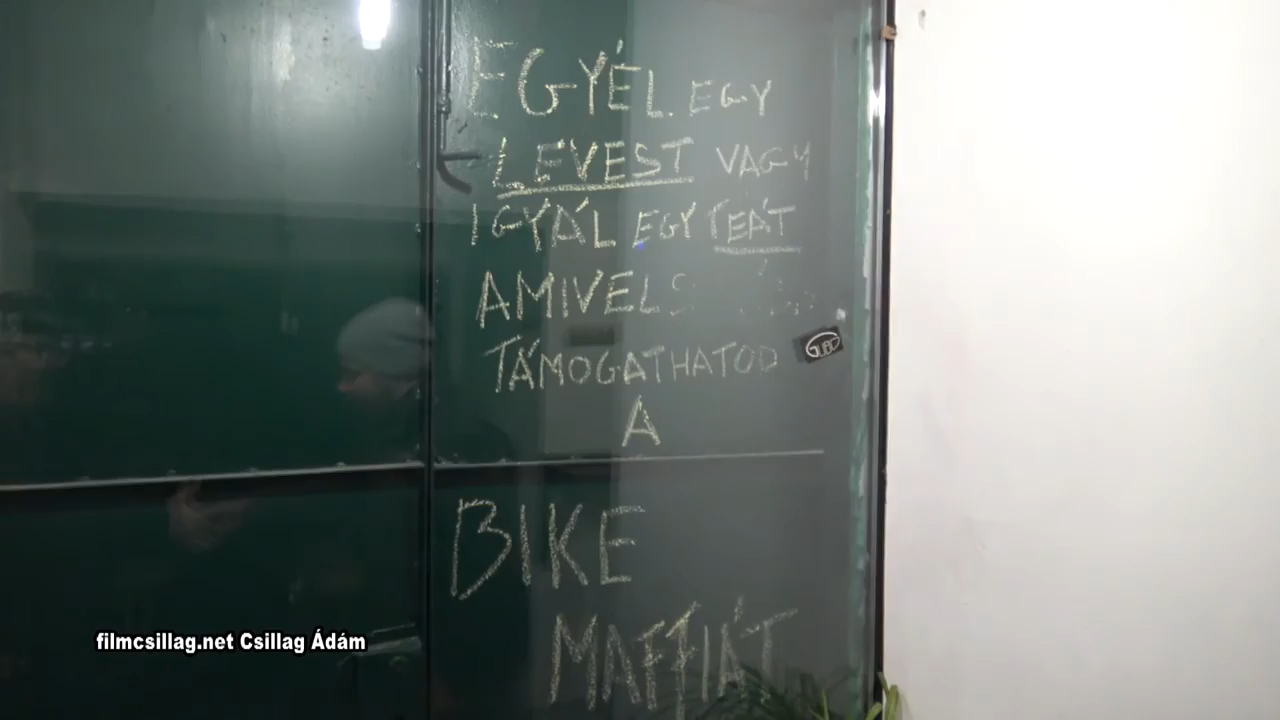 EGYÉL EGY
LEVEST VAGY
IGYÁL EGY TEÁT
AMIVEL
TÁMOGATHATOD
A
BIKE
MAFFIÁT
filmcsillag.net Csillag Ádám